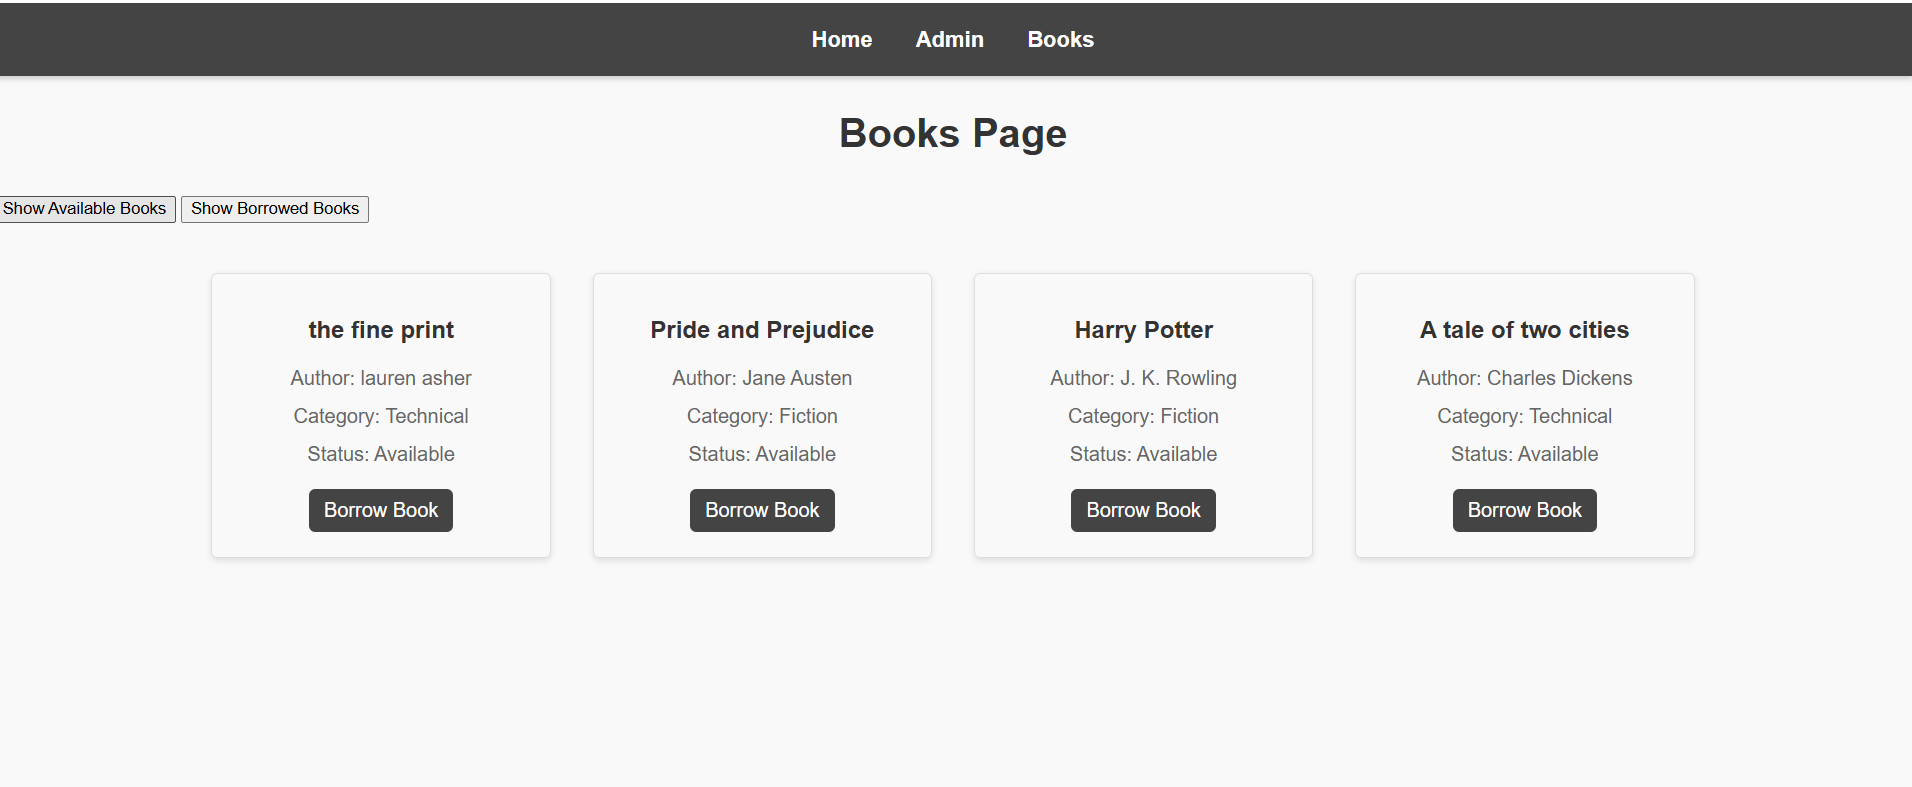 Home Admin Books
Books Page
Show Available Books Show Borrowed Books
the fine print
Author: lauren asher
Category: Technical
Status: Available
Borrow Book
Pride and Prejudice
Author: Jane Austen
Category: Fiction
Status: Available
Borrow Book
Harry Potter
Author: J. K. Rowling
Category: Fiction
Status: Available
Borrow Book
A tale of two cities
Author: Charles Dickens
Category: Technical
Status: Available
Borrow Book